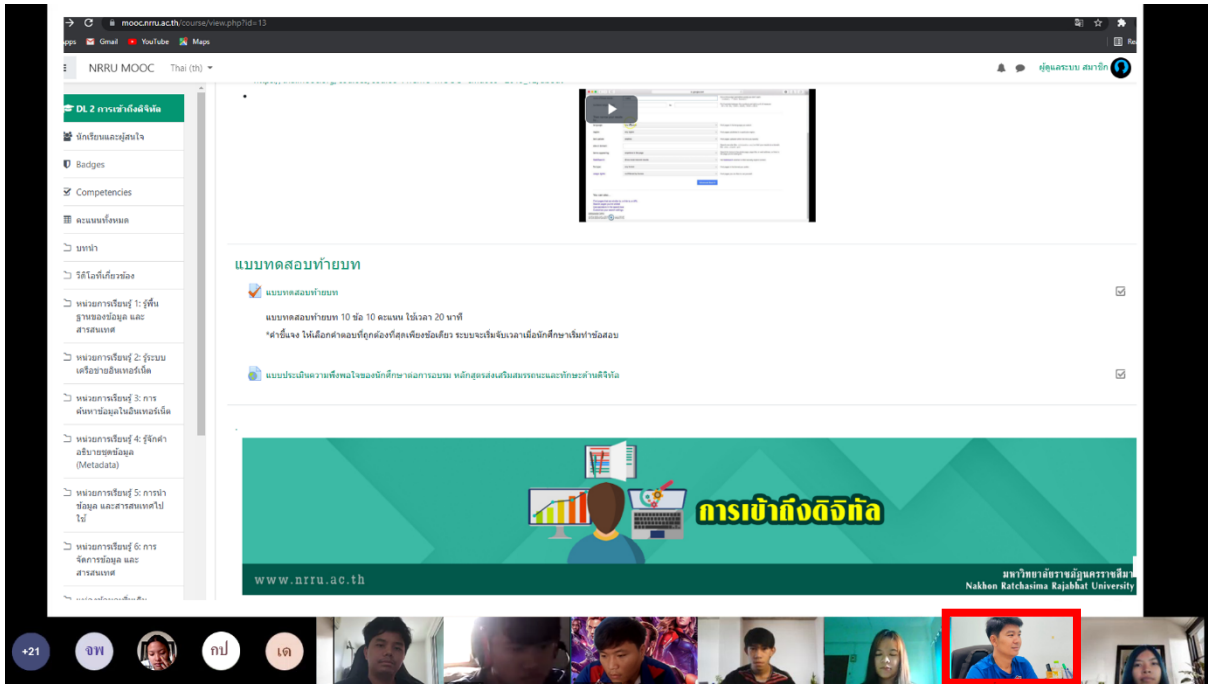 mooc.nrru.ac.th/course/view.php?id=13
Apps Gmail YouTube Maps
NRRU MOOC Thai (th)
ผู้ดูแลระบบ สมาชิก
DL 2 การเข้าถึงดิจิทัล
นักเรียนและผู้สนใจ
Badges
Competencies
คะแนนทั้งหมด
บทนำ
วิดีโอที่เกี่ยวข้อง
หน่วยการเรียนรู้ 1: รู้พื้น
ฐานของข้อมูล และ
สารสนเทศ
หน่วยการเรียนรู้ 2: รู้ระบบ
เครือข่ายอินเทอร์เน็ต
หน่วยการเรียนรู้ 3: การ
ค้นหาข้อมูลในอินเทอร์เน็ต
หน่วยการเรียนรู้ 4: รู้จักคำ
อธิบายชุดข้อมูล
(Metadata)
หน่วยการเรียนรู้ 5: การนำ
ข้อมูล และสารสนเทศไป
ใช้
หน่วยการเรียนรู้ 6: การ
จัดการข้อมูล และ
สารสนเทศ
แบบทดสอบท้ายบท
แบบทดสอบท้ายบท
แบบทดสอบท้ายบท 10 ข้อ 10 คะแนน ใช้เวลา 20 นาที
*คำชี้แจง ให้เลือกคำตอบที่ถูกต้องที่สุดเพียงข้อเดียว ระบบจะเริ่มจับเวลาเมื่อนักศึกษาเริ่มทำข้อสอบ
แบบประเมินความพึงพอใจของนักศึกษาต่อการอบรม หลักสูตรส่งเสริมสมรรถนะและทักษะด้านดิจิทัล
การเข้าถึงดิจิทัล
www.nrru.ac.th
มหาวิทยาลัยราชภัฏนครราชสีมา
Nakhon Ratchasima Rajabhat University
+21
จพ
กป
เด